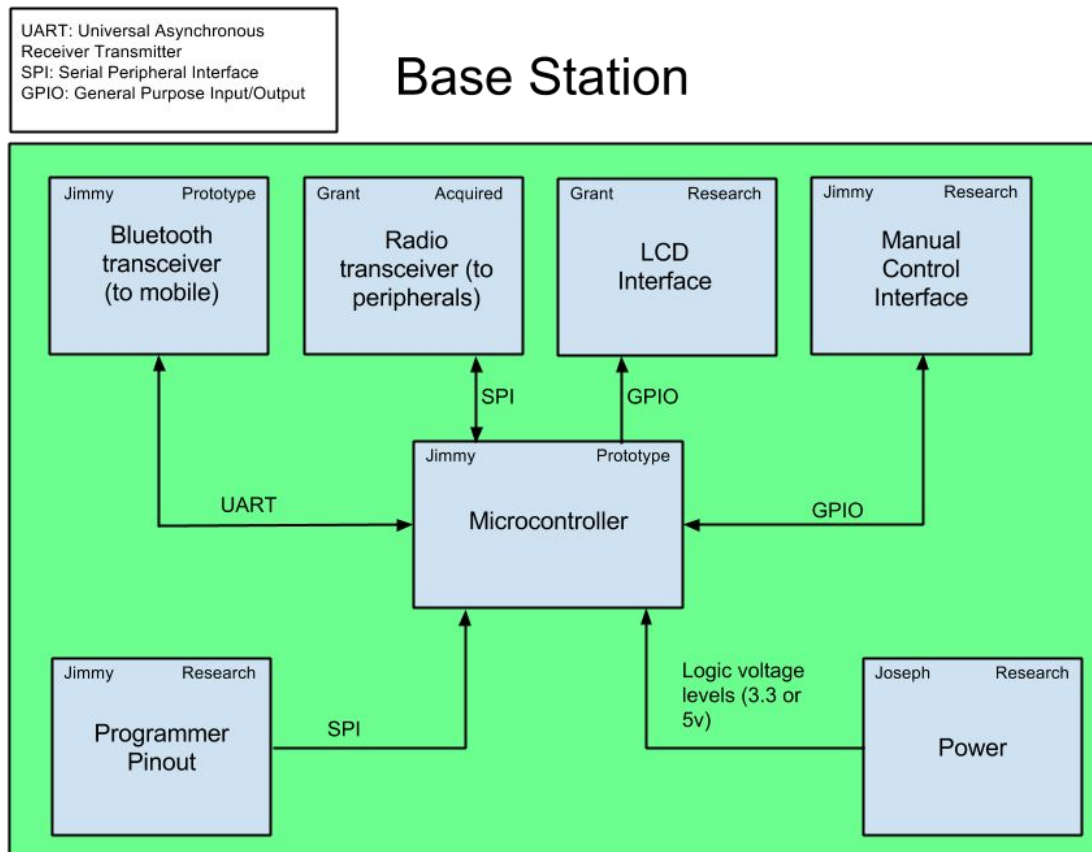 UART: Universal Asynchronous
Receiver Transmitter
SPI: Serial Peripheral Interface
GPIO: General Purpose Input/Output
Base Station
Jimmy Prototype
Bluetooth
transceiver
(to mobile)
Grant Acquired
Radio
transceiver (to
peripherals)
Grant Research
LCD
Interface
Jimmy Research
Manual
Control
Interface
SPI
GPIO
Jimmy Prototype
Microcontroller
UART
GPIO
Jimmy Research
Programmer
Pinout
SPI
Logic voltage
levels (3.3 or
5v)
Joseph Research
Power